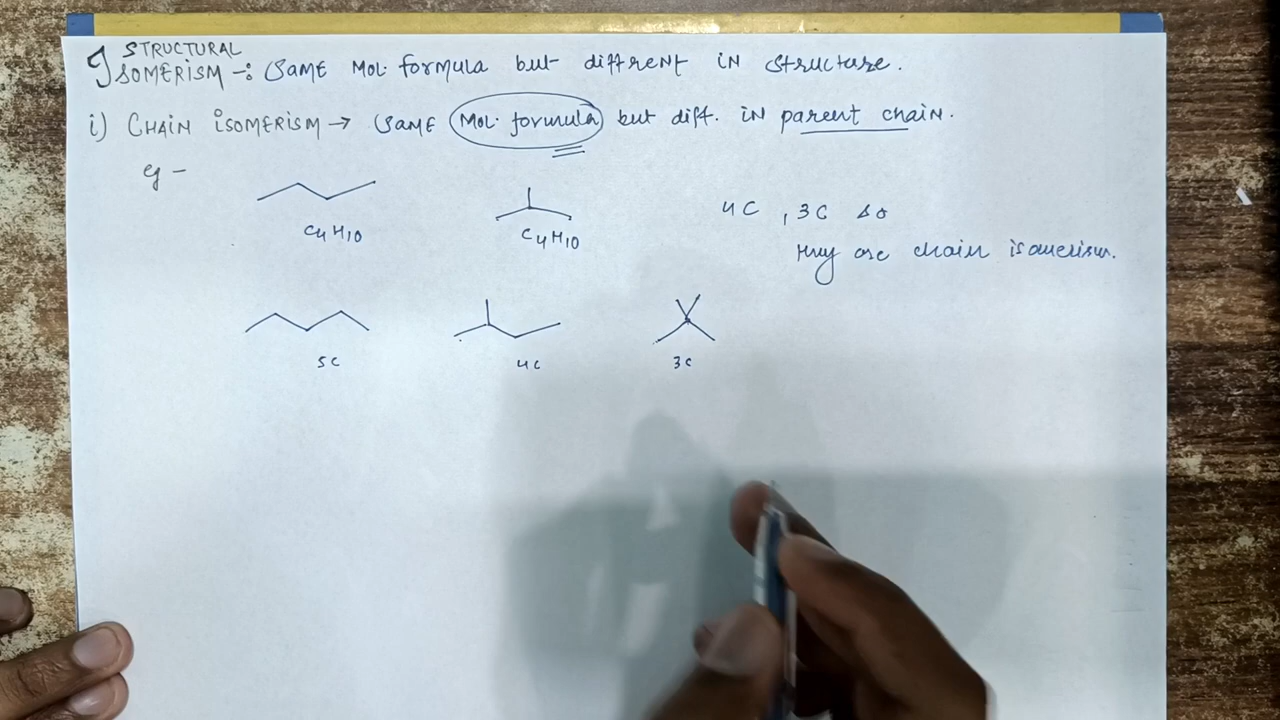 STRUCTURAL
ISOMERISM -: SAME MOL. formula but diffrent in structure.
i) CHAIN ISOMERISM → SAME MOL. formula but diff. in parent chain.
eg -
C4H10
C4H10
4C , 3C so
they are chain isomerism.
5C
4C
3C